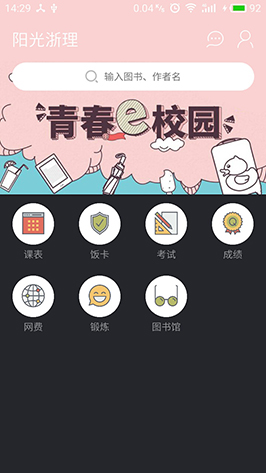 14:29 0.04% 92
阳光浙理
输入图书、作者名
青春e校园
课表 饭卡 考试 成绩
网费 锻炼 图书馆